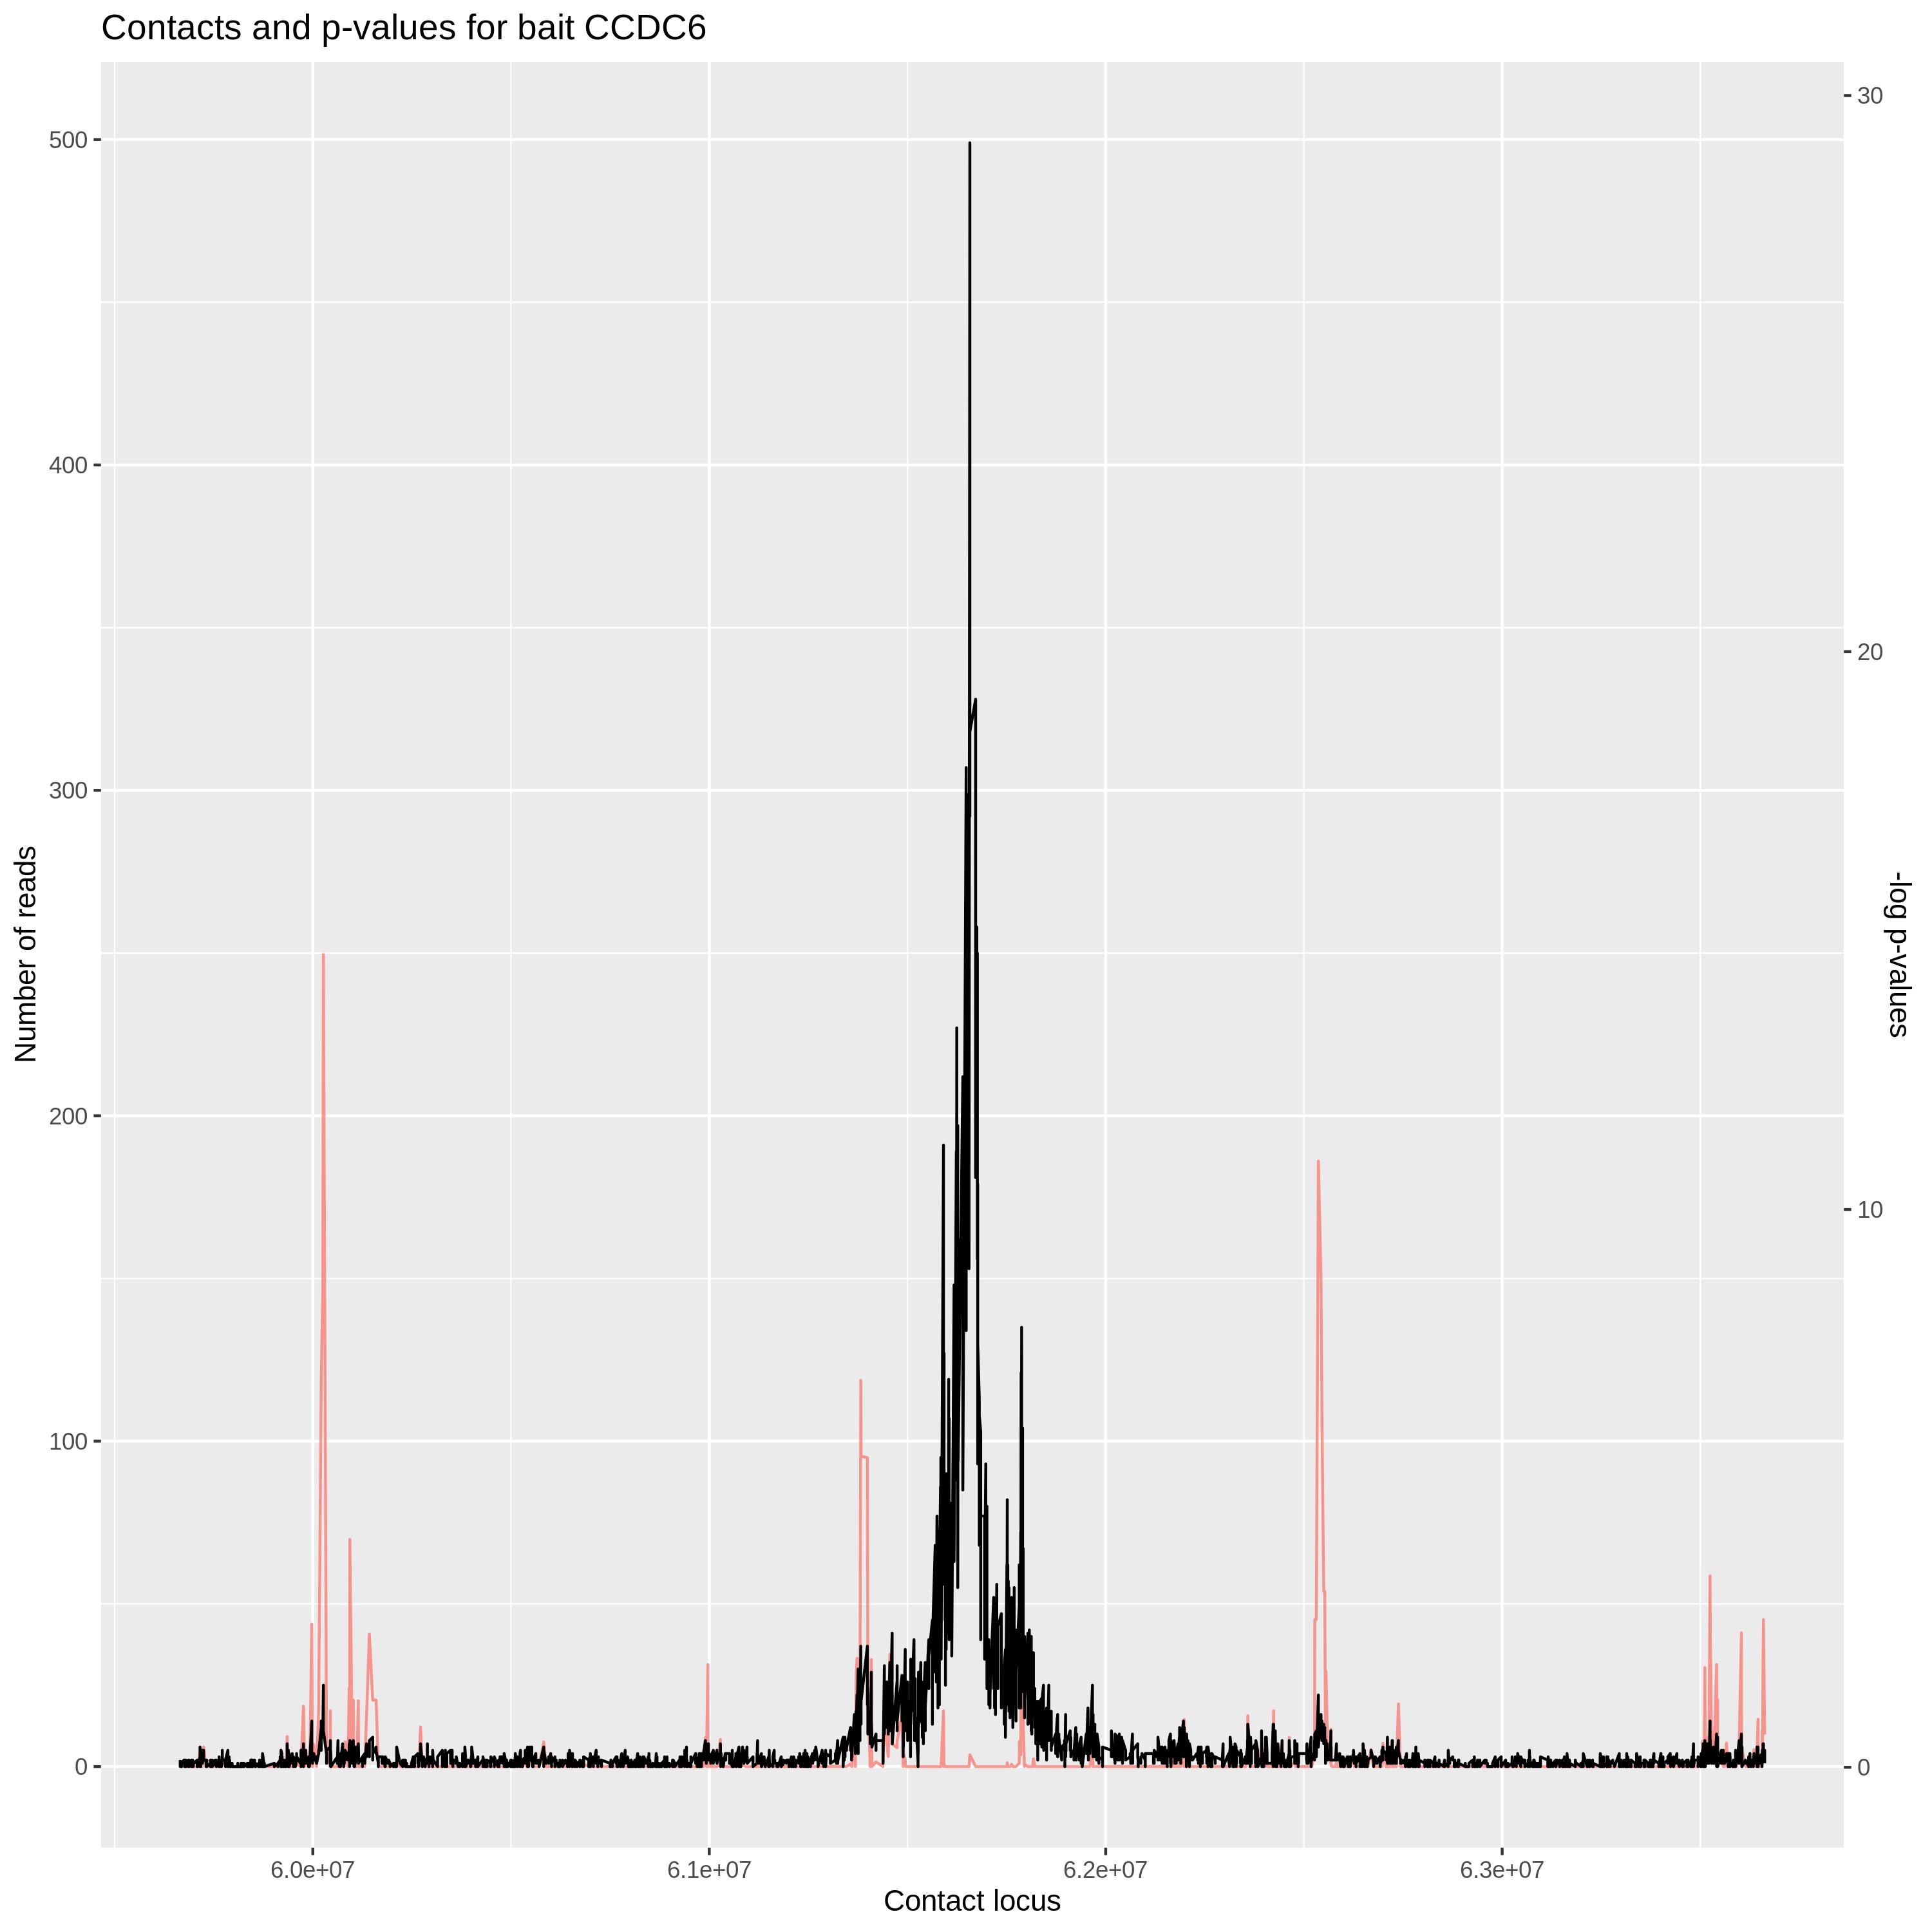 Contacts and p-values for bait CCDC6
Number of reads
500
400
300
200
100
0
30
20
10
0
-log p-values
6.0e+07
6.1e+07
6.2e+07
6.3e+07
Contact locus